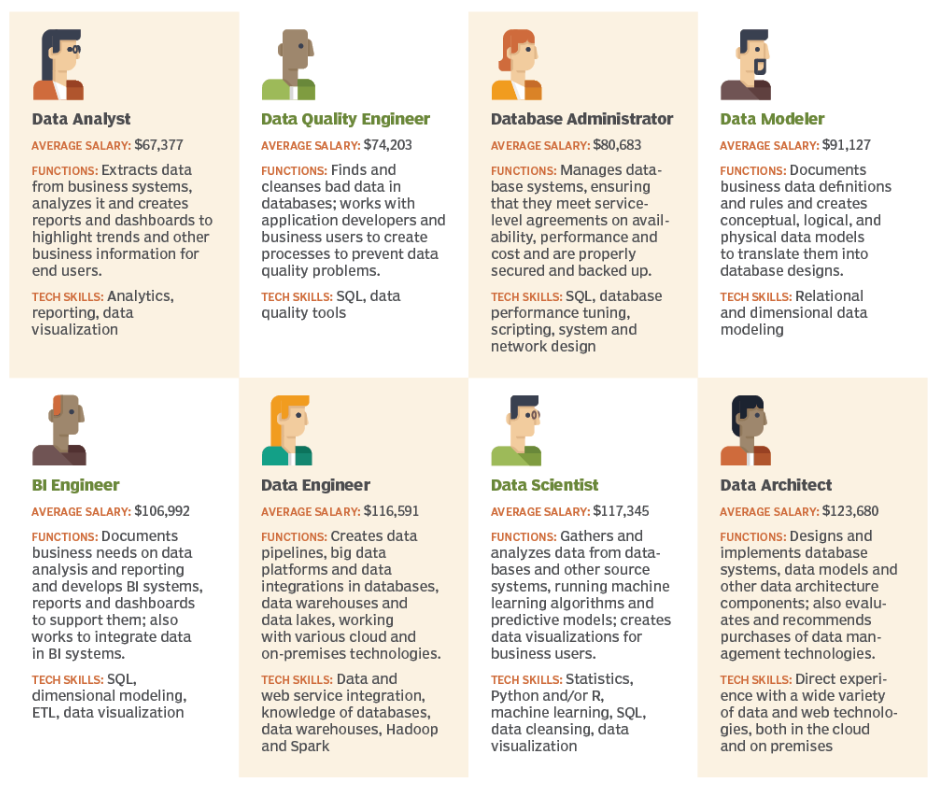 Data Analyst
AVERAGE SALARY: $67,377
FUNCTIONS: Extracts data
from business systems,
analyzes it and creates
reports and dashboards to
highlight trends and other
business information for
end users.
TECH SKILLS: Analytics,
reporting, data
visualization
Data Quality Engineer
AVERAGE SALARY: $74,203
FUNCTIONS: Finds and
cleanses bad data in
databases; works with
application developers and
business users to create
processes to prevent data
quality problems.
TECH SKILLS: SQL, data
quality tools
Database Administrator
AVERAGE SALARY: $80,683
FUNCTIONS: Manages data-
base systems, ensuring
that they meet service-
level agreements on avail-
ability, performance and
cost and are properly
secured and backed up.
TECH SKILLS: SQL, database
performance tuning,
scripting, system and
network design
Data Modeler
AVERAGE SALARY: $91,127
FUNCTIONS: Documents
business data definitions
and rules and creates
conceptual, logical, and
physical data models
to translate them into
database designs.
TECH SKILLS: Relational
and dimensional data
modeling
BI Engineer
AVERAGE SALARY: $106,992
FUNCTIONS: Documents
business needs on data
analysis and reporting
and develops BI systems,
reports and dashboards
to support them; also
works to integrate data
in BI systems.
TECH SKILLS: SQL,
dimensional modeling,
ETL, data visualization
Data Engineer
AVERAGE SALARY: $116,591
FUNCTIONS: Creates data
pipelines, big data
platforms and data
integrations in databases,
data warehouses and
data lakes, working
with various cloud and
on-premises technologies.
TECH SKILLS: Data and
web service integration,
knowledge of databases,
data warehouses, Hadoop
and Spark
Data Scientist
AVERAGE SALARY: $117,345
FUNCTIONS: Gathers and
analyzes data from data-
bases and other source
systems, running machine
learning algorithms and
predictive models; creates
data visualizations for
business users.
TECH SKILLS: Statistics,
Python and/or R,
machine learning, SQL,
data cleansing, data
visualization
Data Architect
AVERAGE SALARY: $123,680
FUNCTIONS: Designs and
implements database
systems, data models and
other data architecture
components; also evalu-
ates and recommends
purchases of data man-
agement technologies.
TECH SKILLS: Direct experi-
ence with a wide variety
of data and web technolo-
gies, both in the cloud
and on premises